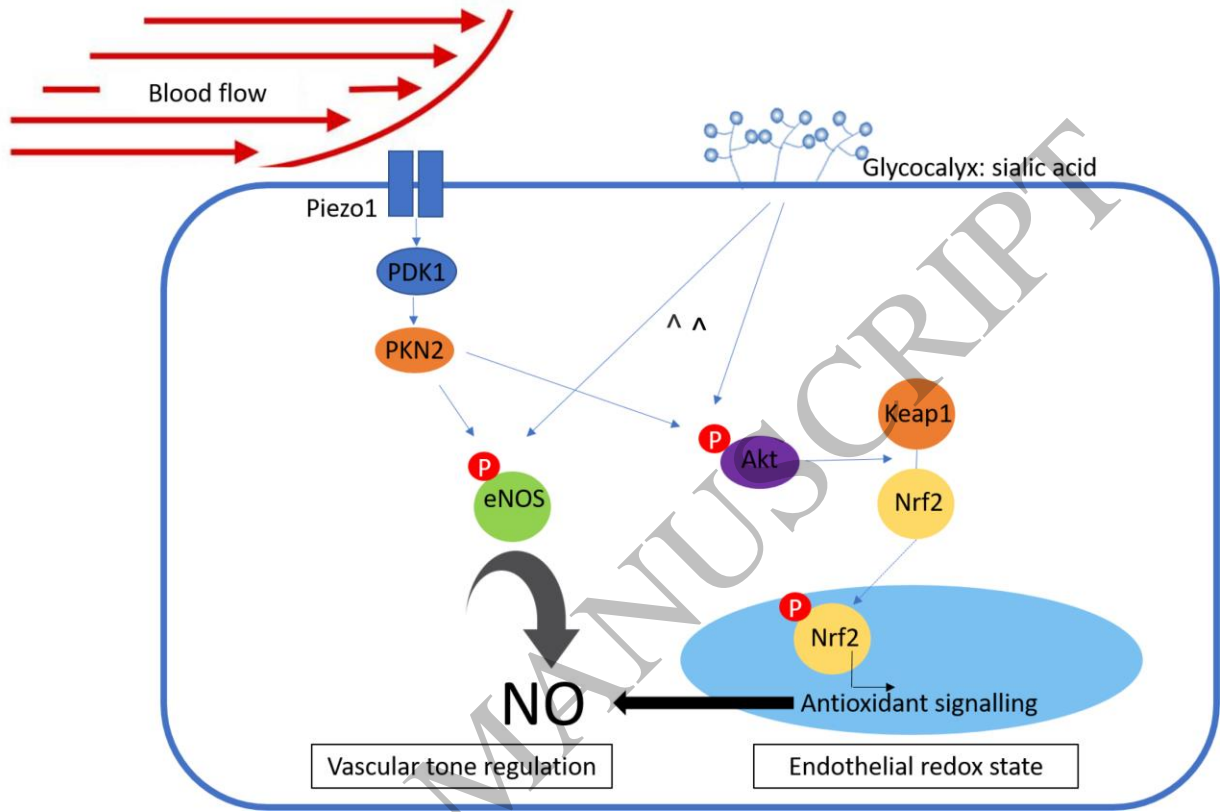 Blood flow
Glycocalyx: sialic acid
Piezo1
PDK1
PKN2
^ ^
Keap1
P
Akt
P
eNOS
Nrf2
P
Nrf2
NO
Antioxidant signalling
Vascular tone regulation
Endothelial redox state
MANUSCRIPT